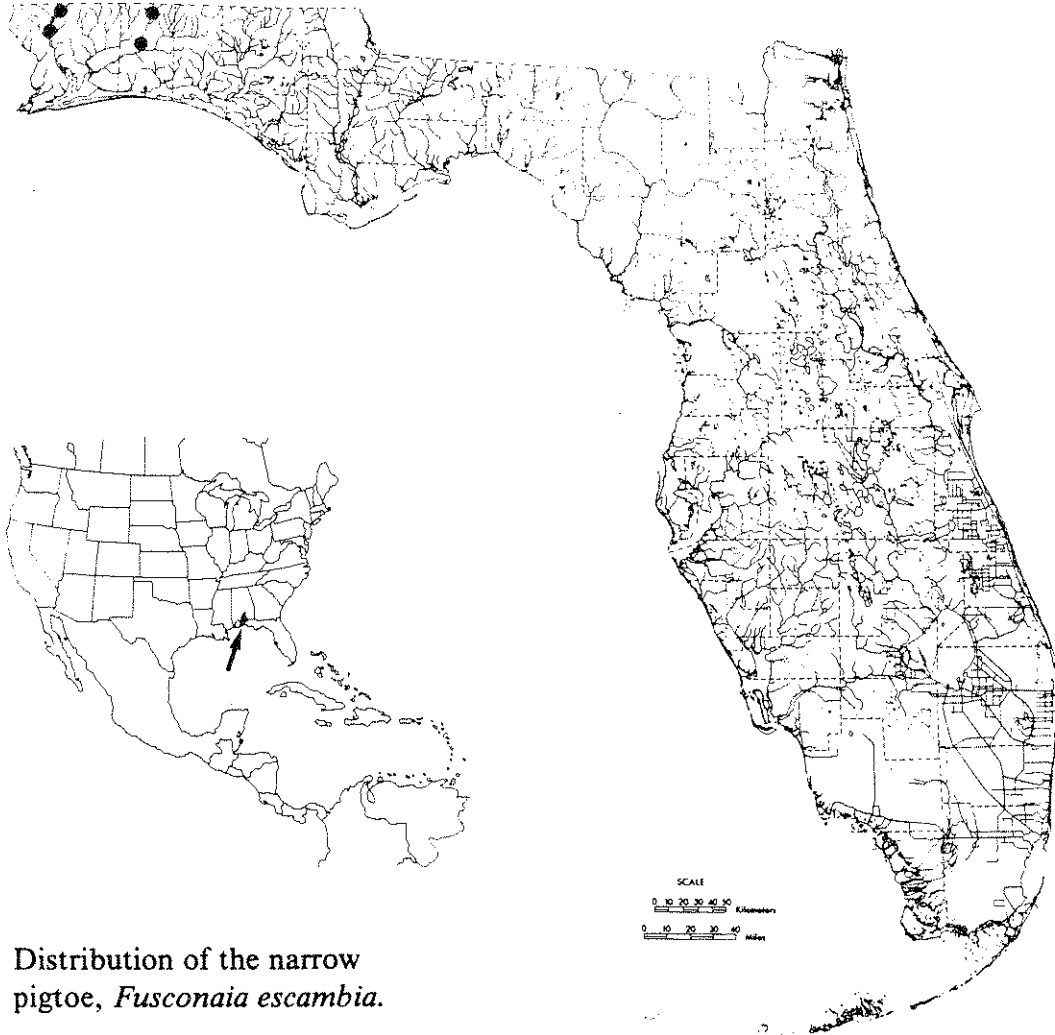 SCALE
0 10 20 30 40 50 Kilometers
0 10 20 30 40 Miles
Distribution of the narrow
pigtoe, Fusconaia escambia.